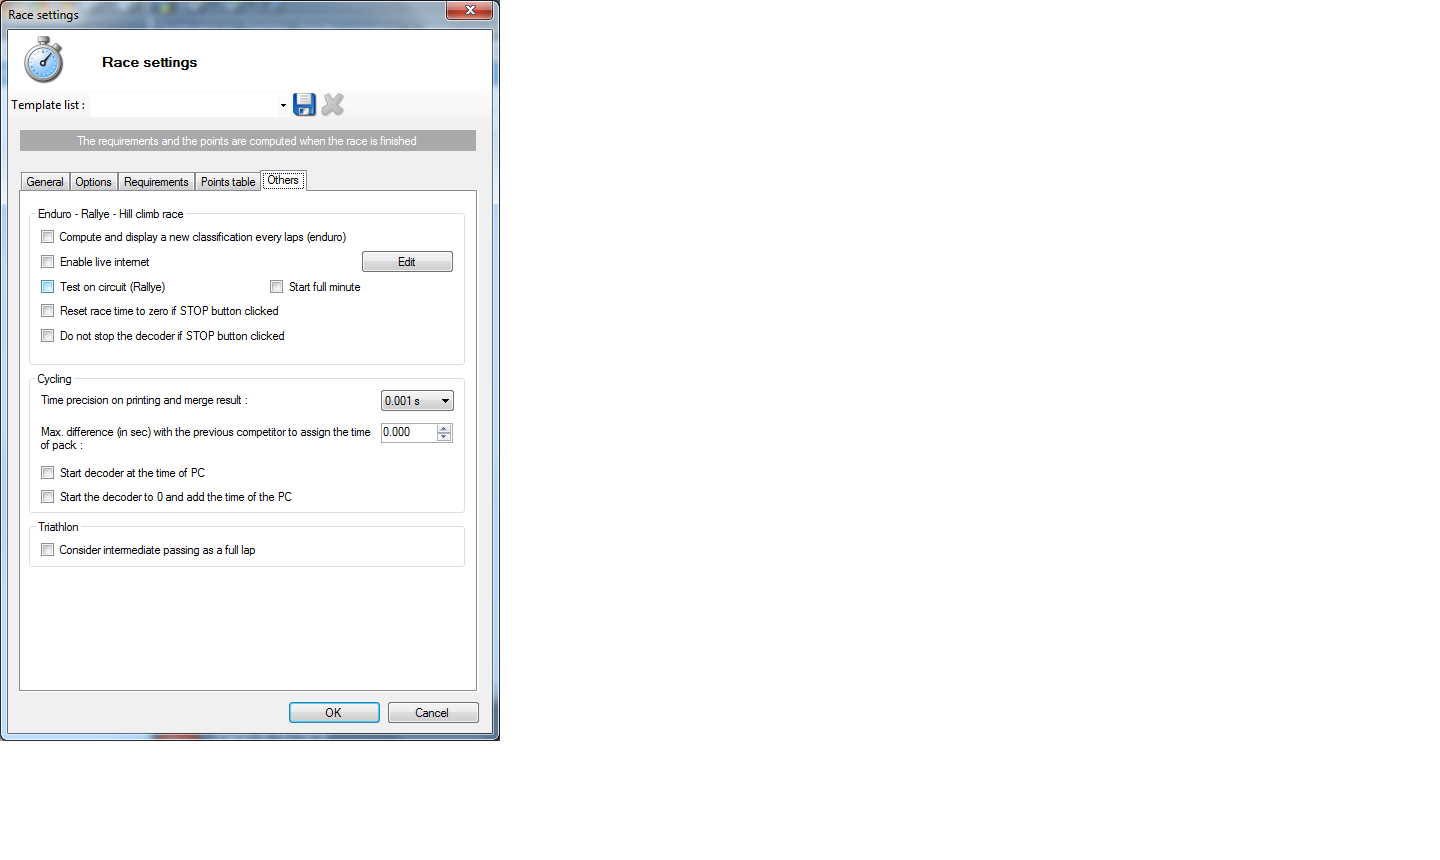 Race settings
Race settings
Template list :
The requirements and the points are computed when the race is finished
General Options Requirements Points table Others
Enduro - Rallye - Hill climb race
Compute and display a new classification every laps (enduro)
Enable live internet Edit
Test on circuit (Rallye) Start full minute
Reset race time to zero if STOP button clicked
Do not stop the decoder if STOP button clicked
Cycling
Time precision on printing and merge result : 0.001 s
Max. difference (in sec) with the previous competitor to assign the time 0.000
of pack :
Start decoder at the time of PC
Start the decoder to 0 and add the time of the PC
Triathlon
Consider intermediate passing as a full lap
OK Cancel